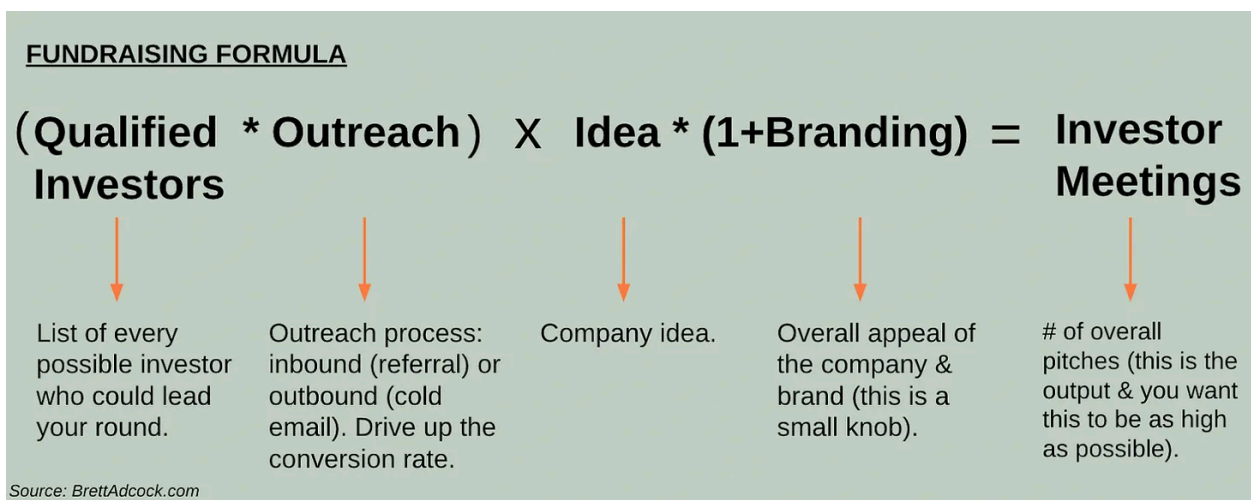 FUNDRAISING FORMULA
(Qualified * Outreach) x Idea * (1+Branding) = Investor
Investors Meetings
List of every
possible investor
who could lead
your round.
Outreach process:
inbound (referral) or
outbound (cold
email). Drive up the
conversion rate.
Company idea.
Overall appeal of
the company &
brand (this is a
small knob).
# of overall
pitches (this is the
output & you want
this to be as high
as possible).
Source: BrettAdcock.com